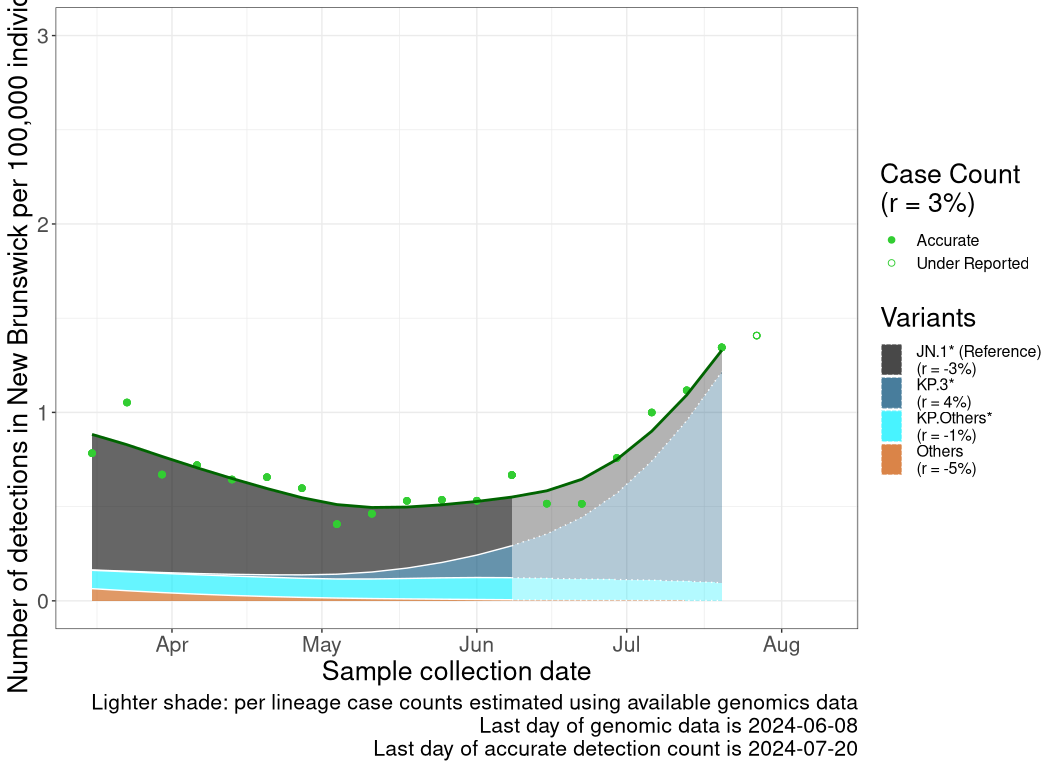 Number of detections in New Brunswick per 100,000
3
2
1
0
Apr
May
Jun
Jul
Aug
Sample collection date
Lighter shade: per lineage case counts estimated using available genomics data
Last day of genomic data is 2024-06-08
Last day of accurate detection count is 2024-07-20
Case Count
(r = 3%)
Accurate
Under Reported
Variants
JN.1* (Reference)
(r = -3%)
KP.3*
(r = 4%)
KP.Others*
(r = -1%)
Others
(r = -5%)